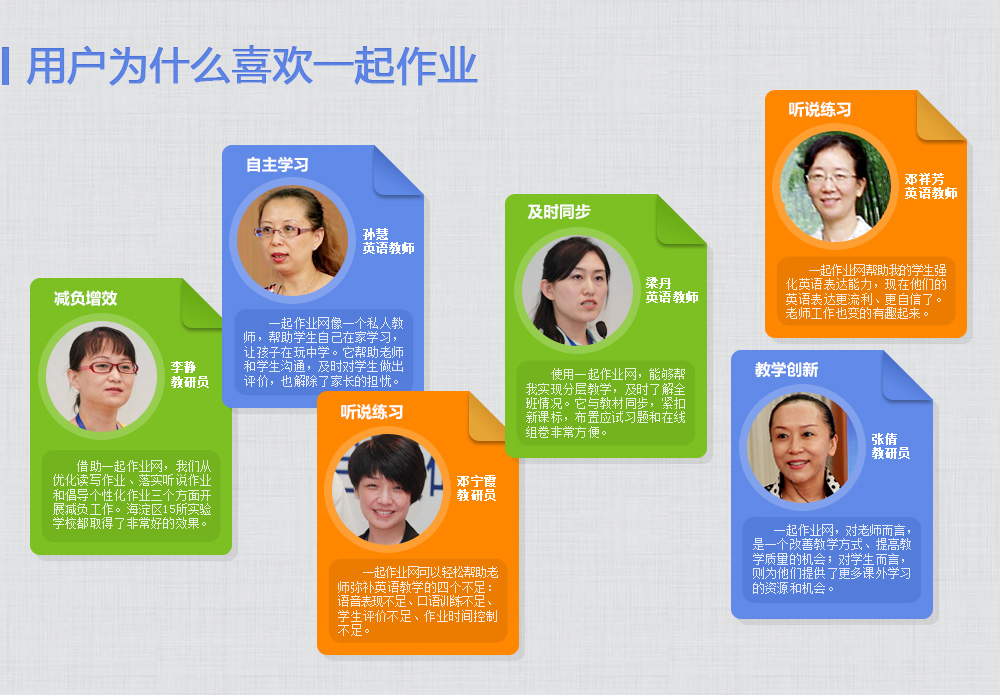 用户为什么喜欢一起作业
减负增效
李静
教研员
借助一起作业网，我们从
优化读写作业、落实听说作业
和倡导个性化作业三个方面开
展减负工作。海淀区15所实验
学校都取得了非常好的效果。
自主学习
孙慧
英语教师
一起作业网像一个私人教
师，帮助学生自己在家学习，
让孩子在玩中学。它帮助老师
和学生沟通，及时对学生做出
评价，也解除了家长的担忧。
听说练习
邓宁霞
教研员
一起作业网可以轻松帮助老
师弥补英语教学的四个不足：
语音表现不足、口语训练不足、
学生评价不足、作业时间控制
不足。
及时同步
梁丹
英语教师
使用一起作业网，能够帮
我实现分层教学，及时了解全
班情况。它与教材同步，紧扣
新课标，布置应试习题和在线
组卷非常方便。
听说练习
邓祥芳
英语教师
一起作业网帮助我的学生强
化英语表达能力，现在他们的
英语表达更流利、更自信了。
老师工作也变的有趣起来。
教学创新
张倩
教研员
一起作业网，对老师而言，
是一个改善教学方式、提高教
学质量的机会；对学生而言，
则为他们提供了更多课外学习
的资源和机会。